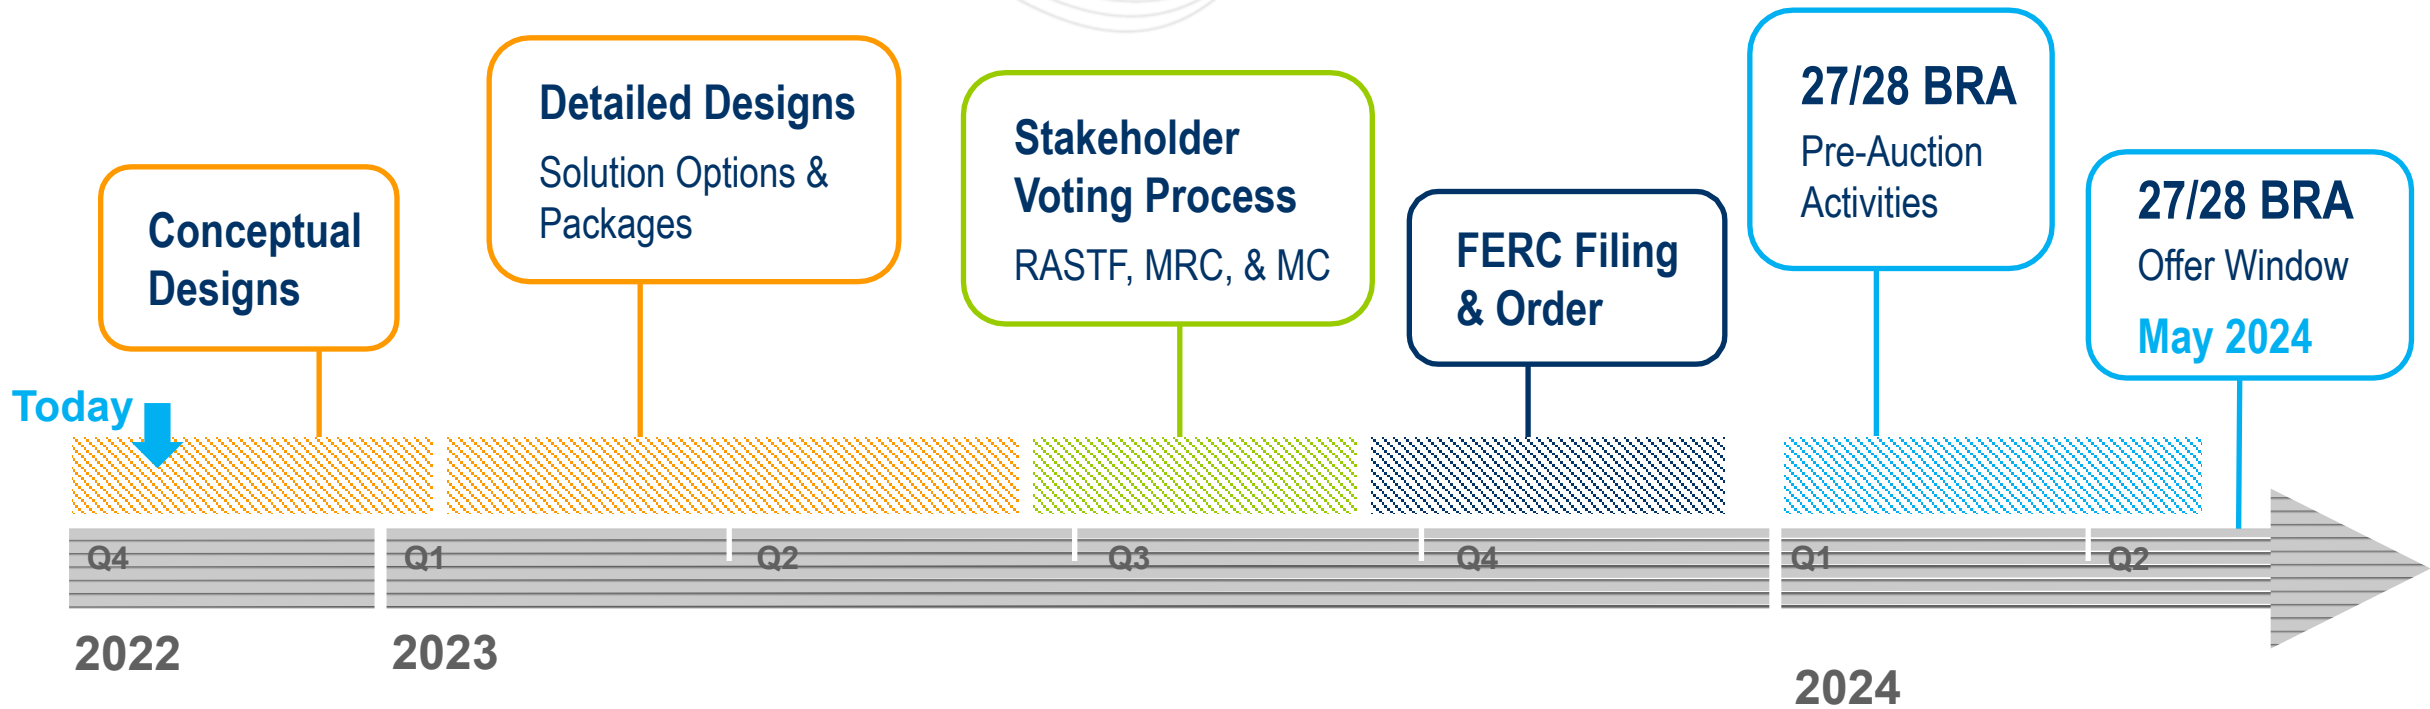 Conceptual
Designs
Detailed Designs
Solution Options &
Packages
Stakeholder
Voting Process
RASTF, MRC, & MC
FERC Filing
& Order
27/28 BRA
Pre-Auction
Activities
27/28 BRA
Offer Window
May 2024
Today
Q4
Q1
Q2
Q3
Q4
Q1
Q2
2022
2023
2024